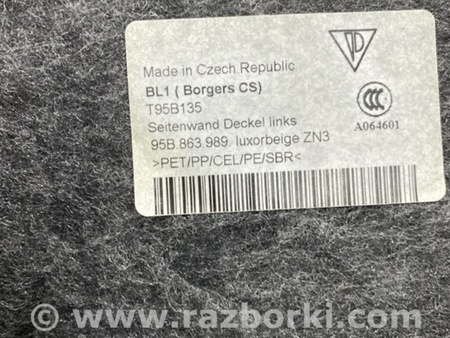 Made in Czech Republic
BL1 ( Borgers CS)
T95B135
Seitenwand Deckel links
95B.863.989. luxorbeige ZN3
>PET/PP/CEL/PE/SBR<
CCC
A064601
www.razborki.com